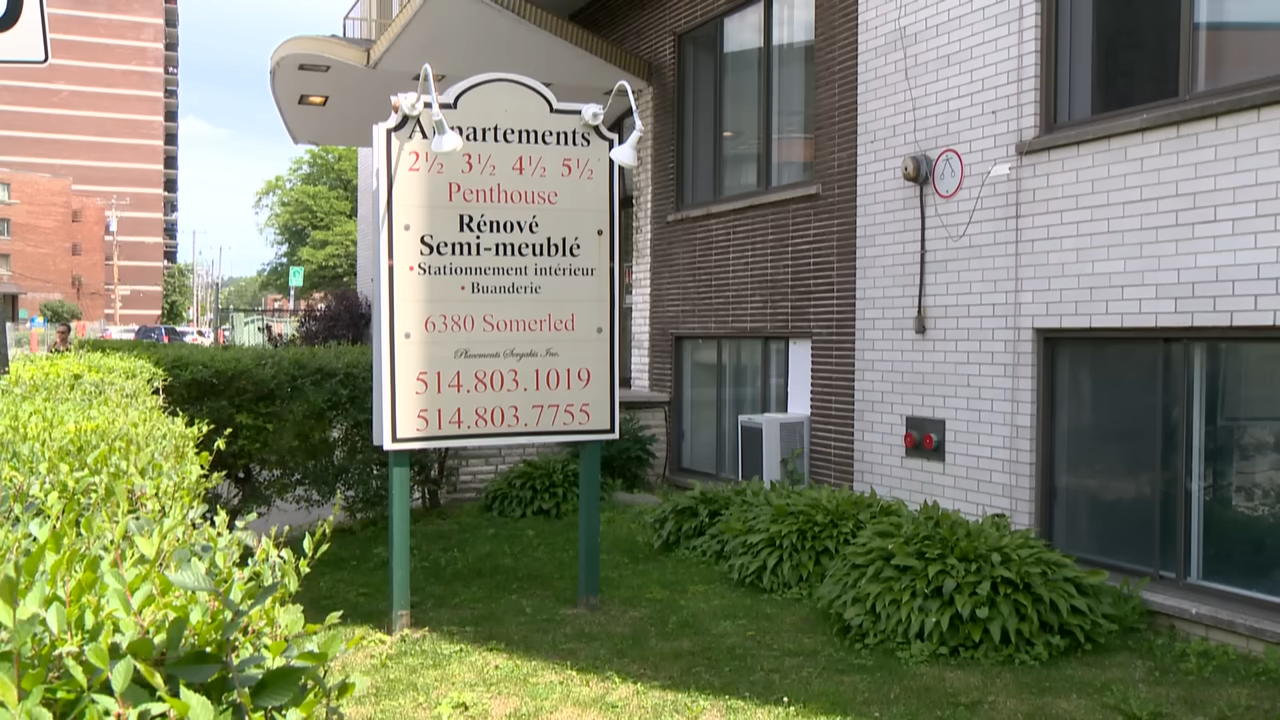 Appartements
2½ 3½ 4½ 5½
Penthouse
Rénové
Semi-meublé
• Stationnement intérieur
• Buanderie
6380 Somerled
Placements Sergakis Inc.
514.803.1019
514.803.7755